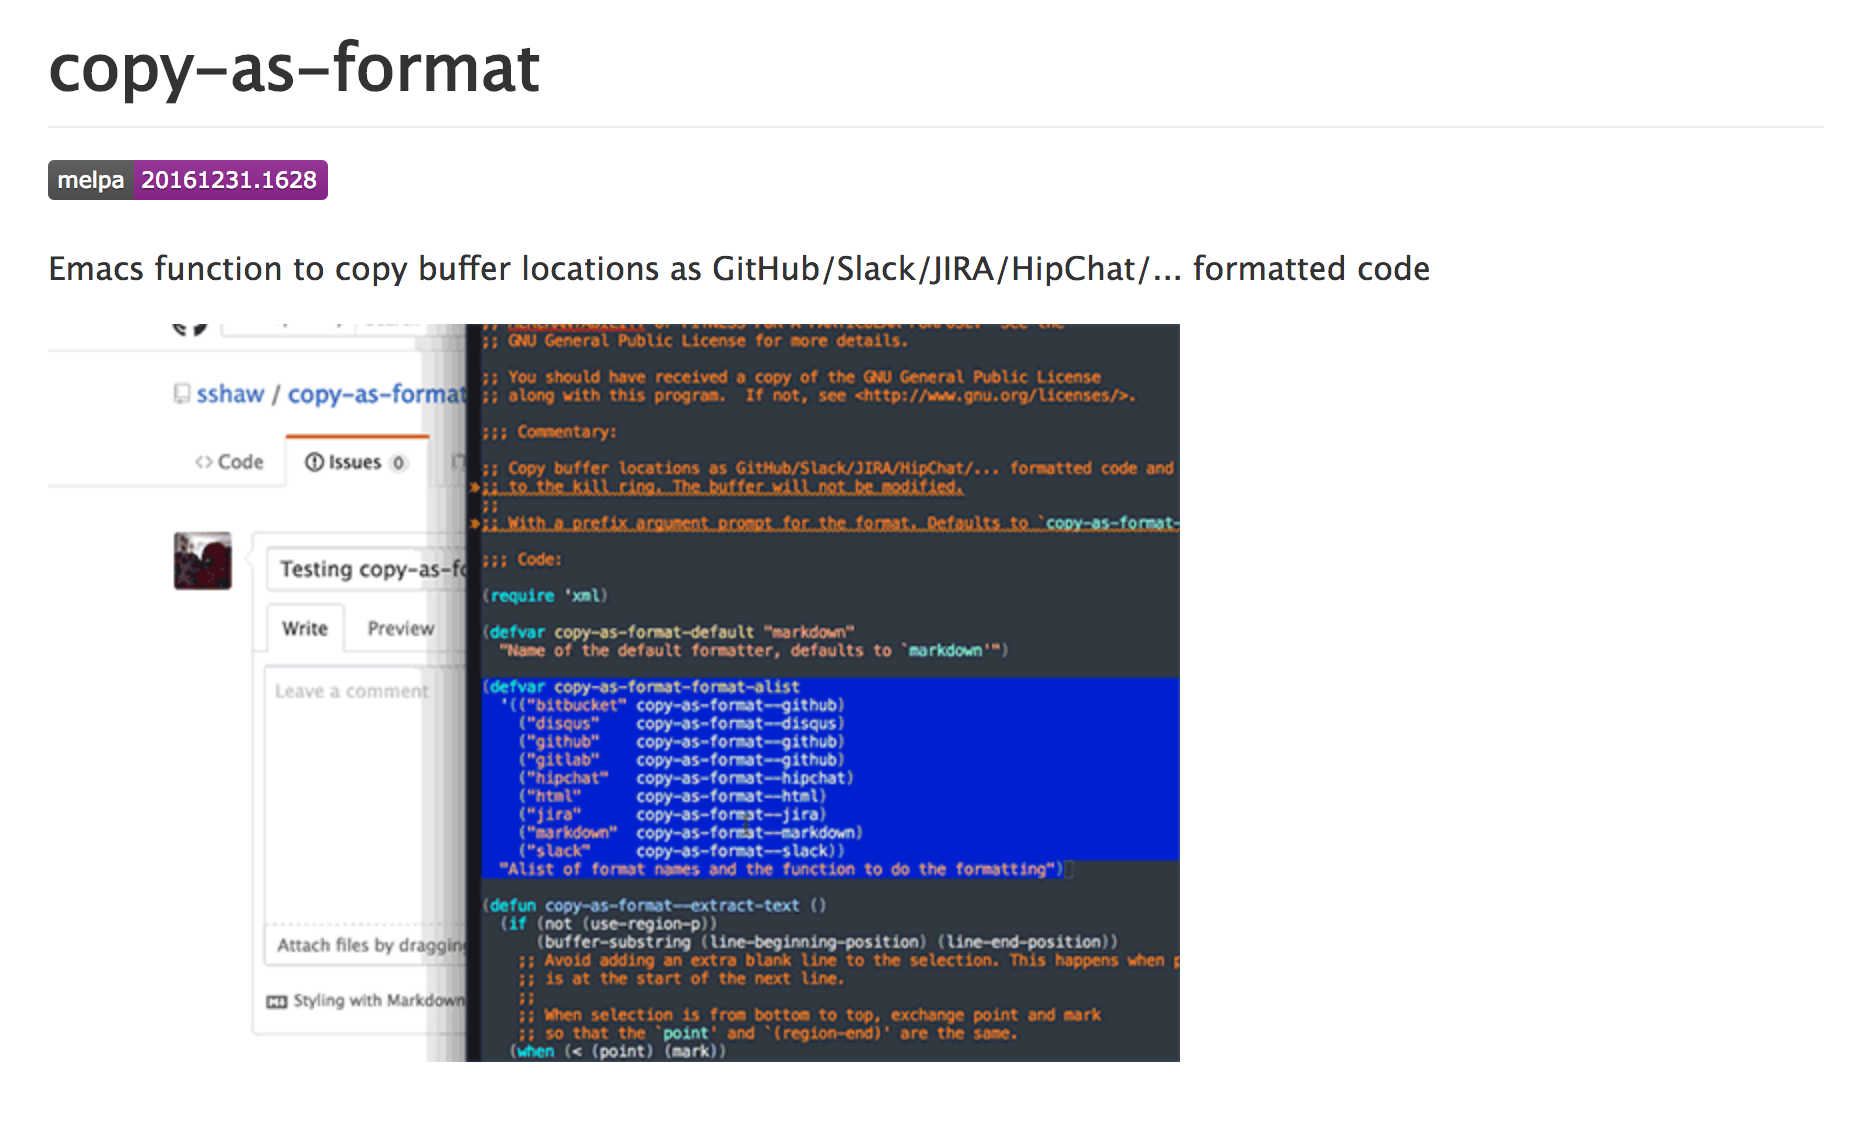 copy-as-format
melpa 20161231.1628
Emacs function to copy buffer locations as GitHub/Slack/JIRA/HipChat/... formatted code
sshaw / copy-as-format
<> Code
Issues 0
Testing copy-as-fo
Write Preview
Leave a comment
Attach files by dragging
Styling with Markdown
;; MERCHANTABILITY or FITNESS FOR A PARTICULAR PURPOSE.  See the
;; GNU General Public License for more details.
;; You should have received a copy of the GNU General Public License
;; along with this program.  If not, see <http://www.gnu.org/licenses/>.
;;; Commentary:
;; Copy buffer locations as GitHub/Slack/JIRA/HipChat/... formatted code and
;; to the kill ring. The buffer will not be modified.
;;
;; With a prefix argument prompt for the format. Defaults to `copy-as-format-
;;; Code:
(require 'xml)
(defvar copy-as-format-default "markdown"
"Name of the default formatter, defaults to `markdown'")
(defvar copy-as-format-format-alist
'(("bitbucket" copy-as-format--github)
("disqus"    copy-as-format--disqus)
("github"    copy-as-format--github)
("gitlab"    copy-as-format--github)
("hipchat"   copy-as-format--hipchat)
("html"      copy-as-format--html)
("jira"      copy-as-format--jira)
("markdown"  copy-as-format--markdown)
("slack"     copy-as-format--slack))
"Alist of format names and the function to do the formatting")
(defun copy-as-format--extract-text ()
(if (not (use-region-p))
(buffer-substring (line-beginning-position) (line-end-position))
;; Avoid adding an extra blank line to the selection. This happens when p
;; is at the start of the next line.
;;
;; When selection is from bottom to top, exchange point and mark
;; so that the `point' and `(region-end)' are the same.
(when (< (point) (mark))